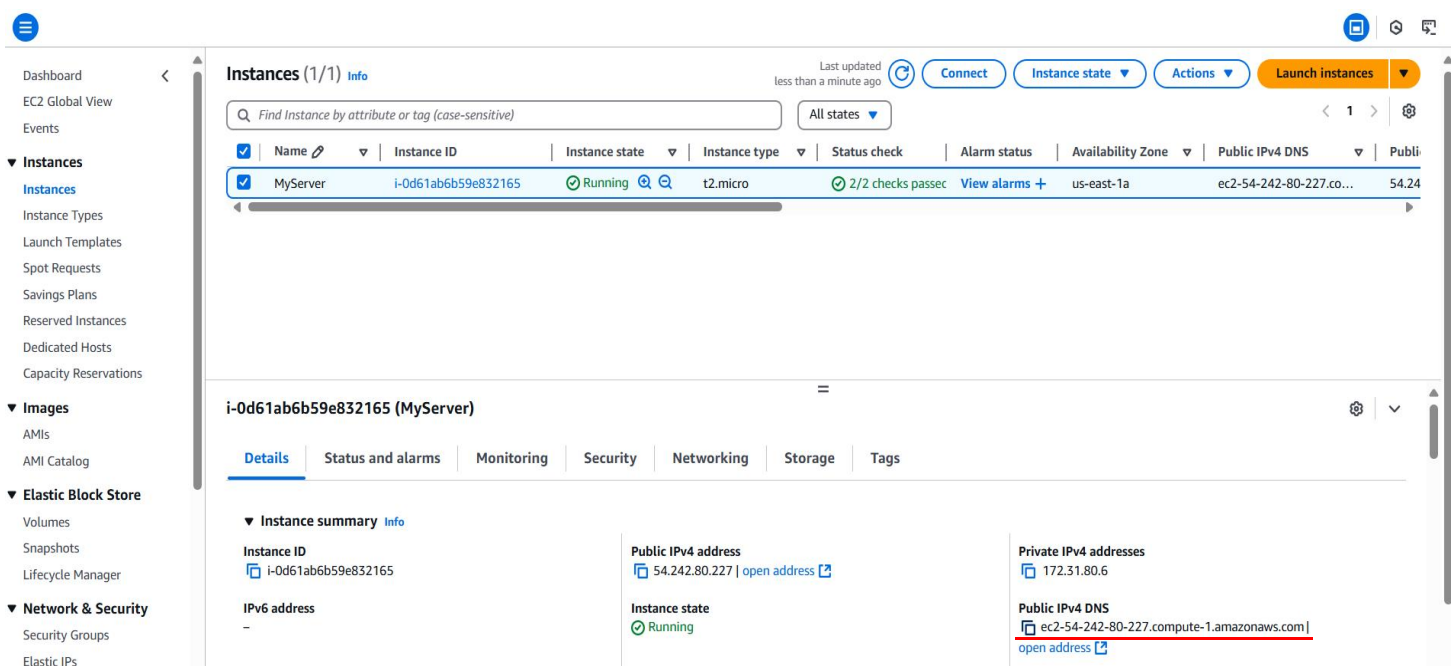 Dashboard
EC2 Global View
Events
Instances
Instances
Instance Types
Launch Templates
Spot Requests
Savings Plans
Reserved Instances
Dedicated Hosts
Capacity Reservations
Images
AMIs
AMI Catalog
Elastic Block Store
Volumes
Snapshots
Lifecycle Manager
Network & Security
Security Groups
Elastic IPs
Instances (1/1) Info
Last updated
less than a minute ago
Connect
Instance state
Actions
Launch instances
Find Instance by attribute or tag (case-sensitive)
All states
1
Name Instance ID Instance state Instance type Status check Alarm status Availability Zone Public IPv4 DNS Publi
MyServer i-0d61ab6b59e832165 Running t2.micro 2/2 checks passec View alarms + us-east-1a ec2-54-242-80-227.co... 54.24
i-0d61ab6b59e832165 (MyServer)
Details Status and alarms Monitoring Security Networking Storage Tags
Instance summary Info
Instance ID
i-0d61ab6b59e832165
Public IPv4 address
54.242.80.227 | open address
Private IPv4 addresses
172.31.80.6
IPv6 address
–
Instance state
Running
Public IPv4 DNS
ec2-54-242-80-227.compute-1.amazonaws.com |
open address